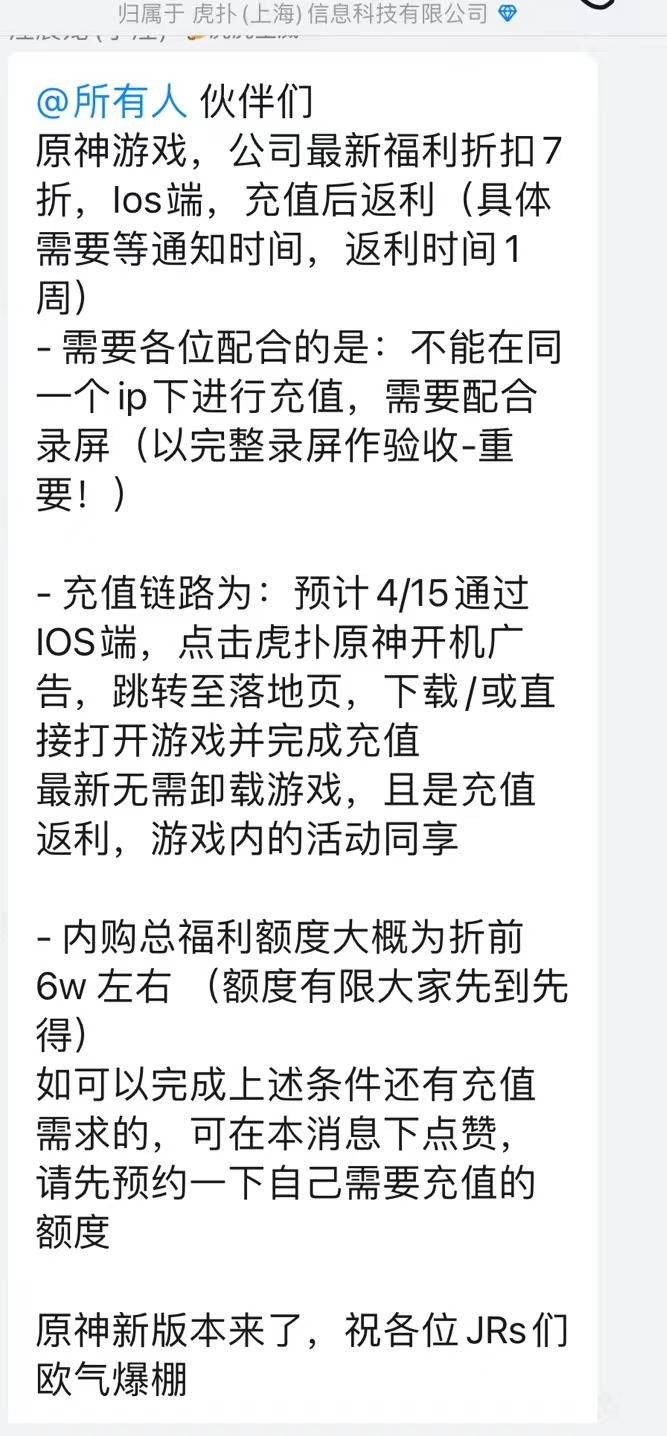 归属于 虎扑(上海)信息科技有限公司
@所有人 伙伴们
原神游戏，公司最新福利折扣7
折，Ios端，充值后返利（具体
需要等通知时间，返利时间1
周）
- 需要各位配合的是：不能在同
一个ip下进行充值，需要配合
录屏（以完整录屏作验收-重
要！）
- 充值链路为：预计4/15通过
IOS端，点击虎扑原神开机广
告，跳转至落地页，下载/或直
接打开游戏并完成充值
最新无需卸载游戏，且是充值
返利，游戏内的活动同享
- 内购总福利额度大概为折前
6w 左右 （额度有限大家先到先
得）
如可以完成上述条件还有充值
需求的，可在本消息下点赞，
请先预约一下自己需要充值的
额度
原神新版本来了，祝各位JRs们
欧气爆棚